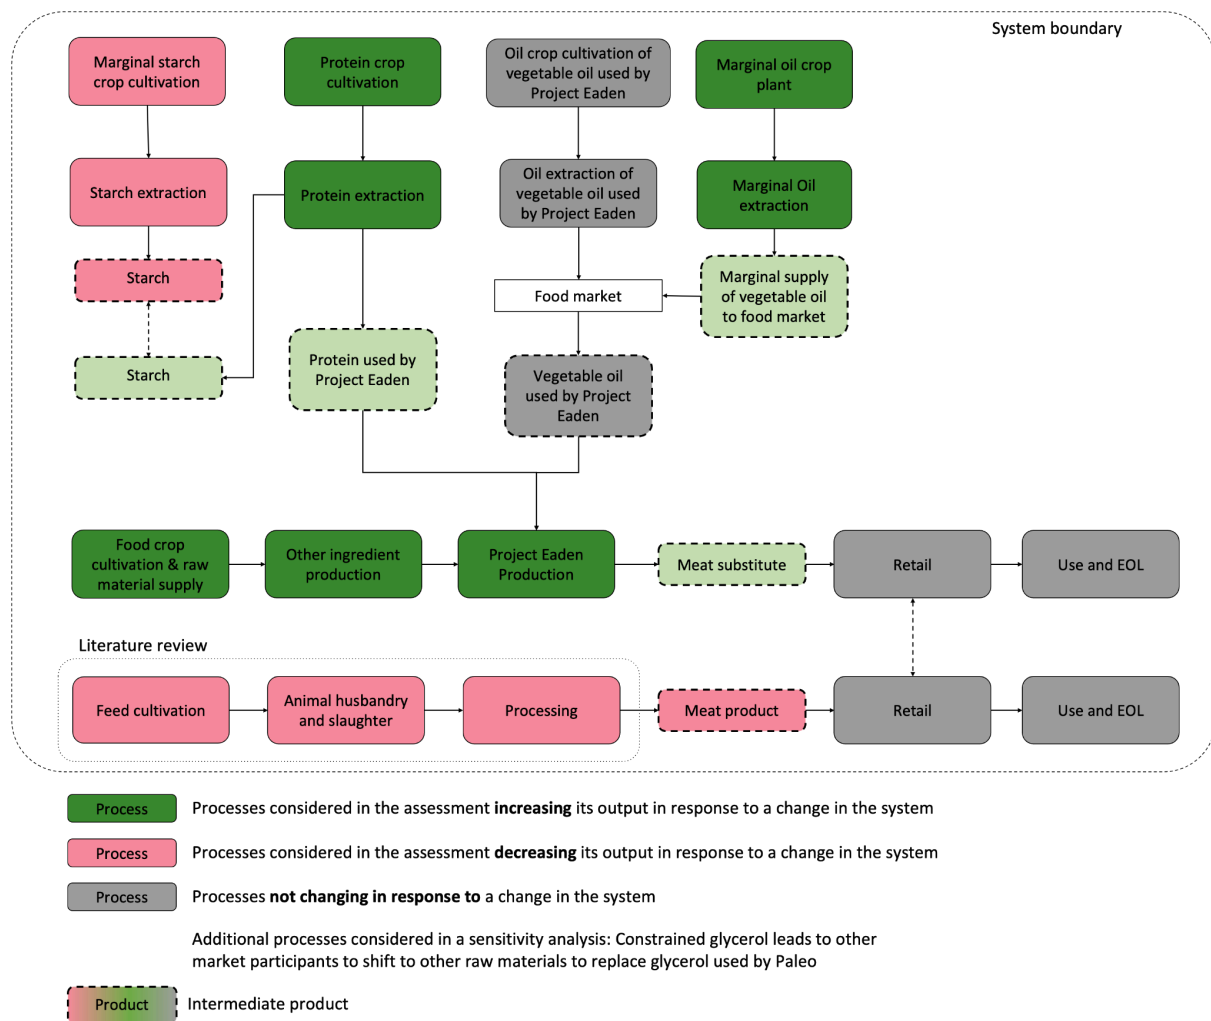 System boundary
Marginal starch
crop cultivation
Protein crop
cultivation
Oil crop cultivation of
vegetable oil used by
Project Eaden
Marginal oil crop
plant
Starch extraction
Protein extraction
Oil extraction of
vegetable oil used
by Project Eaden
Marginal Oil
extraction
Starch
Food market
Marginal supply
of vegetable oil
to food market
Starch
Protein used by
Project Eaden
Vegetable oil
used by Project
Eaden
Food crop
cultivation & raw
material supply
Other ingredient
production
Project Eaden
Production
Meat substitute
Retail
Use and EOL
Literature review
Feed cultivation
Animal husbandry
and slaughter
Processing
Meat product
Retail
Use and EOL
Process
Processes considered in the assessment increasing its output in response to a change in the system
Process
Processes considered in the assessment decreasing its output in response to a change in the system
Process
Processes not changing in response to a change in the system
Additional processes considered in a sensitivity analysis: Constrained glycerol leads to other
market participants to shift to other raw materials to replace glycerol used by Paleo
Product
Intermediate product